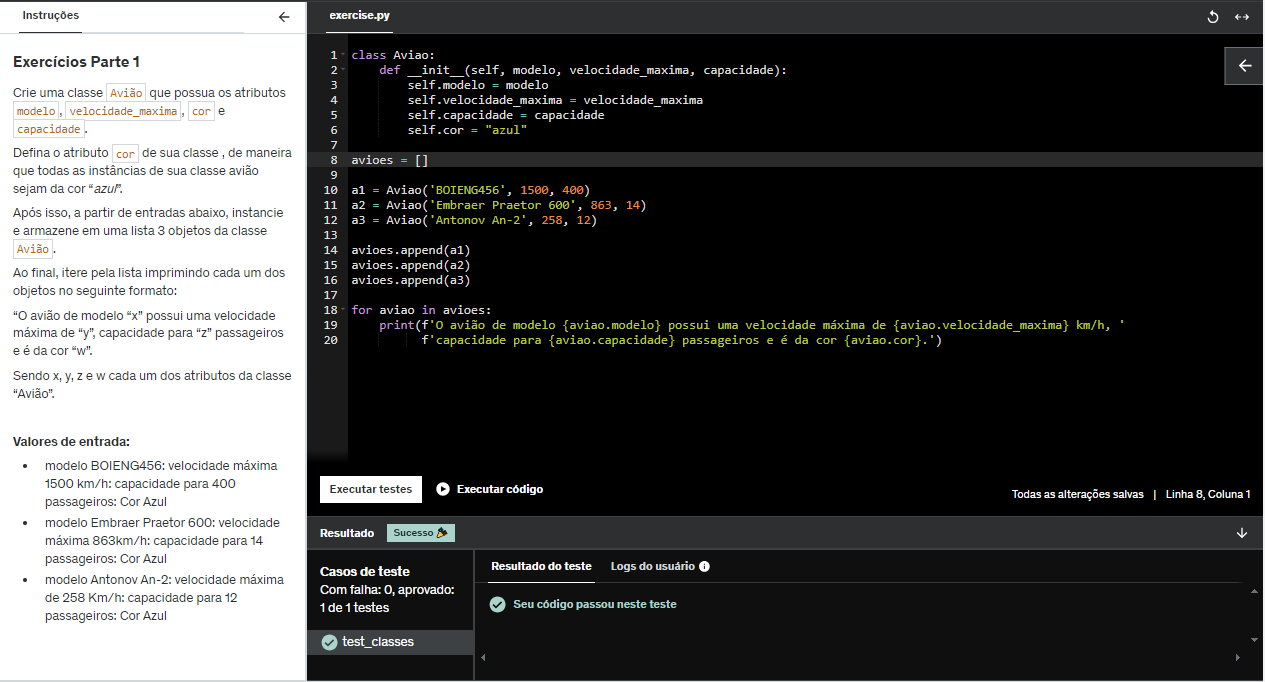 Instruções
Exercícios Parte 1
Crie uma classe Avião que possua os atributos
modelo, velocidade_maxima, cor e
capacidade.
Defina o atributo cor de sua classe , de maneira
que todas as instâncias de sua classe avião
sejam da cor “azul”.
Após isso, a partir de entradas abaixo, instancie
e armazene em uma lista 3 objetos da classe
Avião.
Ao final, itere pela lista imprimindo cada um dos
objetos no seguinte formato:
“O avião de modelo “x” possui uma velocidade
máxima de “y”, capacidade para “z” passageiros
e é da cor “w”.
Sendo x, y, z e w cada um dos atributos da classe
“Avião”.
Valores de entrada:
modelo BOIENG456: velocidade máxima
1500 km/h: capacidade para 400
passageiros: Cor Azul
modelo Embraer Praetor 600: velocidade
máxima 863km/h: capacidade para 14
passageiros: Cor Azul
modelo Antonov An-2: velocidade máxima
de 258 Km/h: capacidade para 12
passageiros: Cor Azul
exercise.py
1 class Aviao:
2     def __init__(self, modelo, velocidade_maxima, capacidade):
3         self.modelo = modelo
4         self.velocidade_maxima = velocidade_maxima
5         self.capacidade = capacidade
6         self.cor = "azul"
7
8 avioes = []
9
10 a1 = Aviao('BOIENG456', 1500, 400)
11 a2 = Aviao('Embraer Praetor 600', 863, 14)
12 a3 = Aviao('Antonov An-2', 258, 12)
13
14 avioes.append(a1)
15 avioes.append(a2)
16 avioes.append(a3)
17
18 for aviao in avioes:
19     print(f'O avião de modelo {aviao.modelo} possui uma velocidade máxima de {aviao.velocidade_maxima} km/h, '
20           f'capacidade para {aviao.capacidade} passageiros e é da cor {aviao.cor}.')
Executar testes
Executar código
Todas as alterações salvas | Linha 8, Coluna 1
Resultado
Sucesso
Casos de teste
Com falha: 0, aprovado:
1 de 1 testes
test_classes
Resultado do teste
Logs do usuário
Seu código passou neste teste